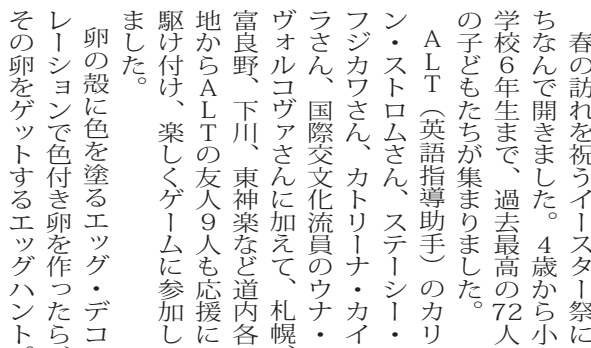 春の訪れを祝うイースター祭に
ちなんで開きました。４歳から小
学校６年生まで、過去最高の72人
の子どもたちが集まりました。
ＡＬＴ（英語指導助手）のカリ
ン・ストロムさん、ステーシー・
フジカワさん、カトリーナ・カイ
ラさん、国際交文化流員のウナ・
ヴォルコヴァさんに加えて、札幌、
富良野、下川、東神楽など道内各
地からＡＬＴの友人９人も応援に
駆け付け、楽しくゲームに参加し
ました。
卵の殻に色を塗るエッグ・デコ
レーションで色付き卵を作ったら、
その卵をゲットするエッグハント。